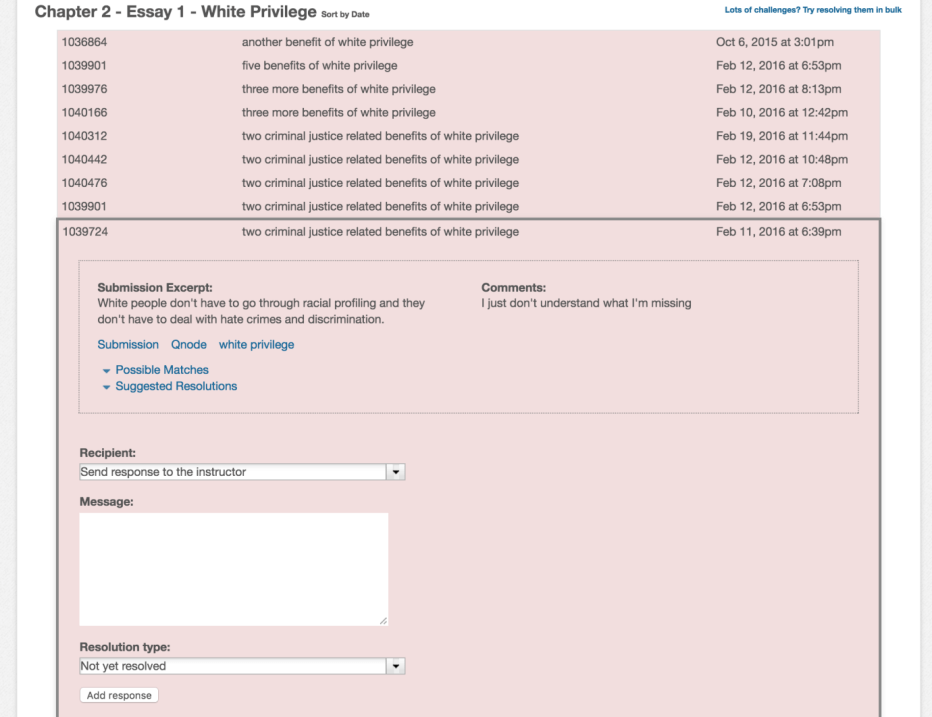 Chapter 2 - Essay 1 - White Privilege Sort by Date
Lots of challenges? Try resolving them in bulk
1036864 another benefit of white privilege Oct 6, 2015 at 3:01pm
1039901 five benefits of white privilege Feb 12, 2016 at 6:53pm
1039976 three more benefits of white privilege Feb 12, 2016 at 8:13pm
1040166 three more benefits of white privilege Feb 10, 2016 at 12:42pm
1040312 two criminal justice related benefits of white privilege Feb 19, 2016 at 11:44pm
1040442 two criminal justice related benefits of white privilege Feb 12, 2016 at 10:48pm
1040476 two criminal justice related benefits of white privilege Feb 12, 2016 at 7:08pm
1039901 two criminal justice related benefits of white privilege Feb 12, 2016 at 6:53pm
1039724 two criminal justice related benefits of white privilege Feb 11, 2016 at 6:39pm
Submission Excerpt:
White people don't have to go through racial profiling and they
don't have to deal with hate crimes and discrimination.
Comments:
I just don't understand what I'm missing
Submission Qnode white privilege
Possible Matches
Suggested Resolutions
Recipient:
Send response to the instructor
Message:
Resolution type:
Not yet resolved
Add response